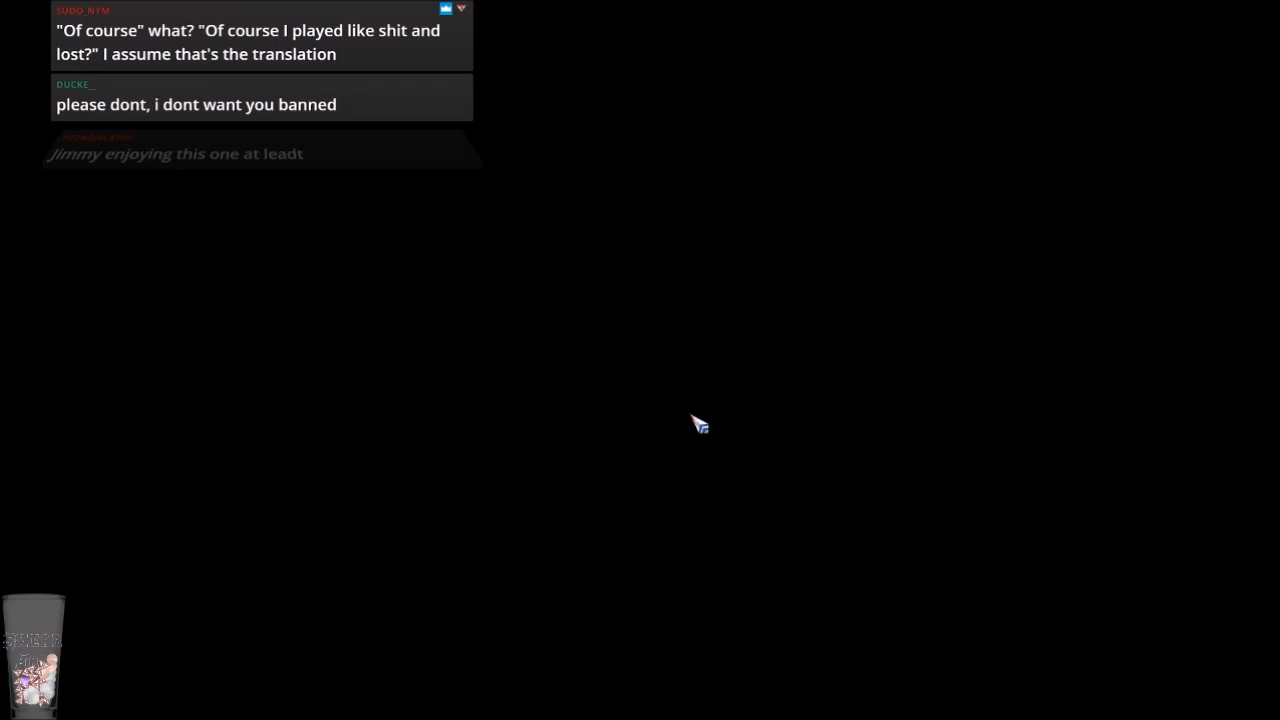 SUDO_NYM
"Of course" what? "Of course I played like shit and
lost?" I assume that's the translation
DUCKE__
please dont, i dont want you banned
Jimmy enjoying this one at leadt